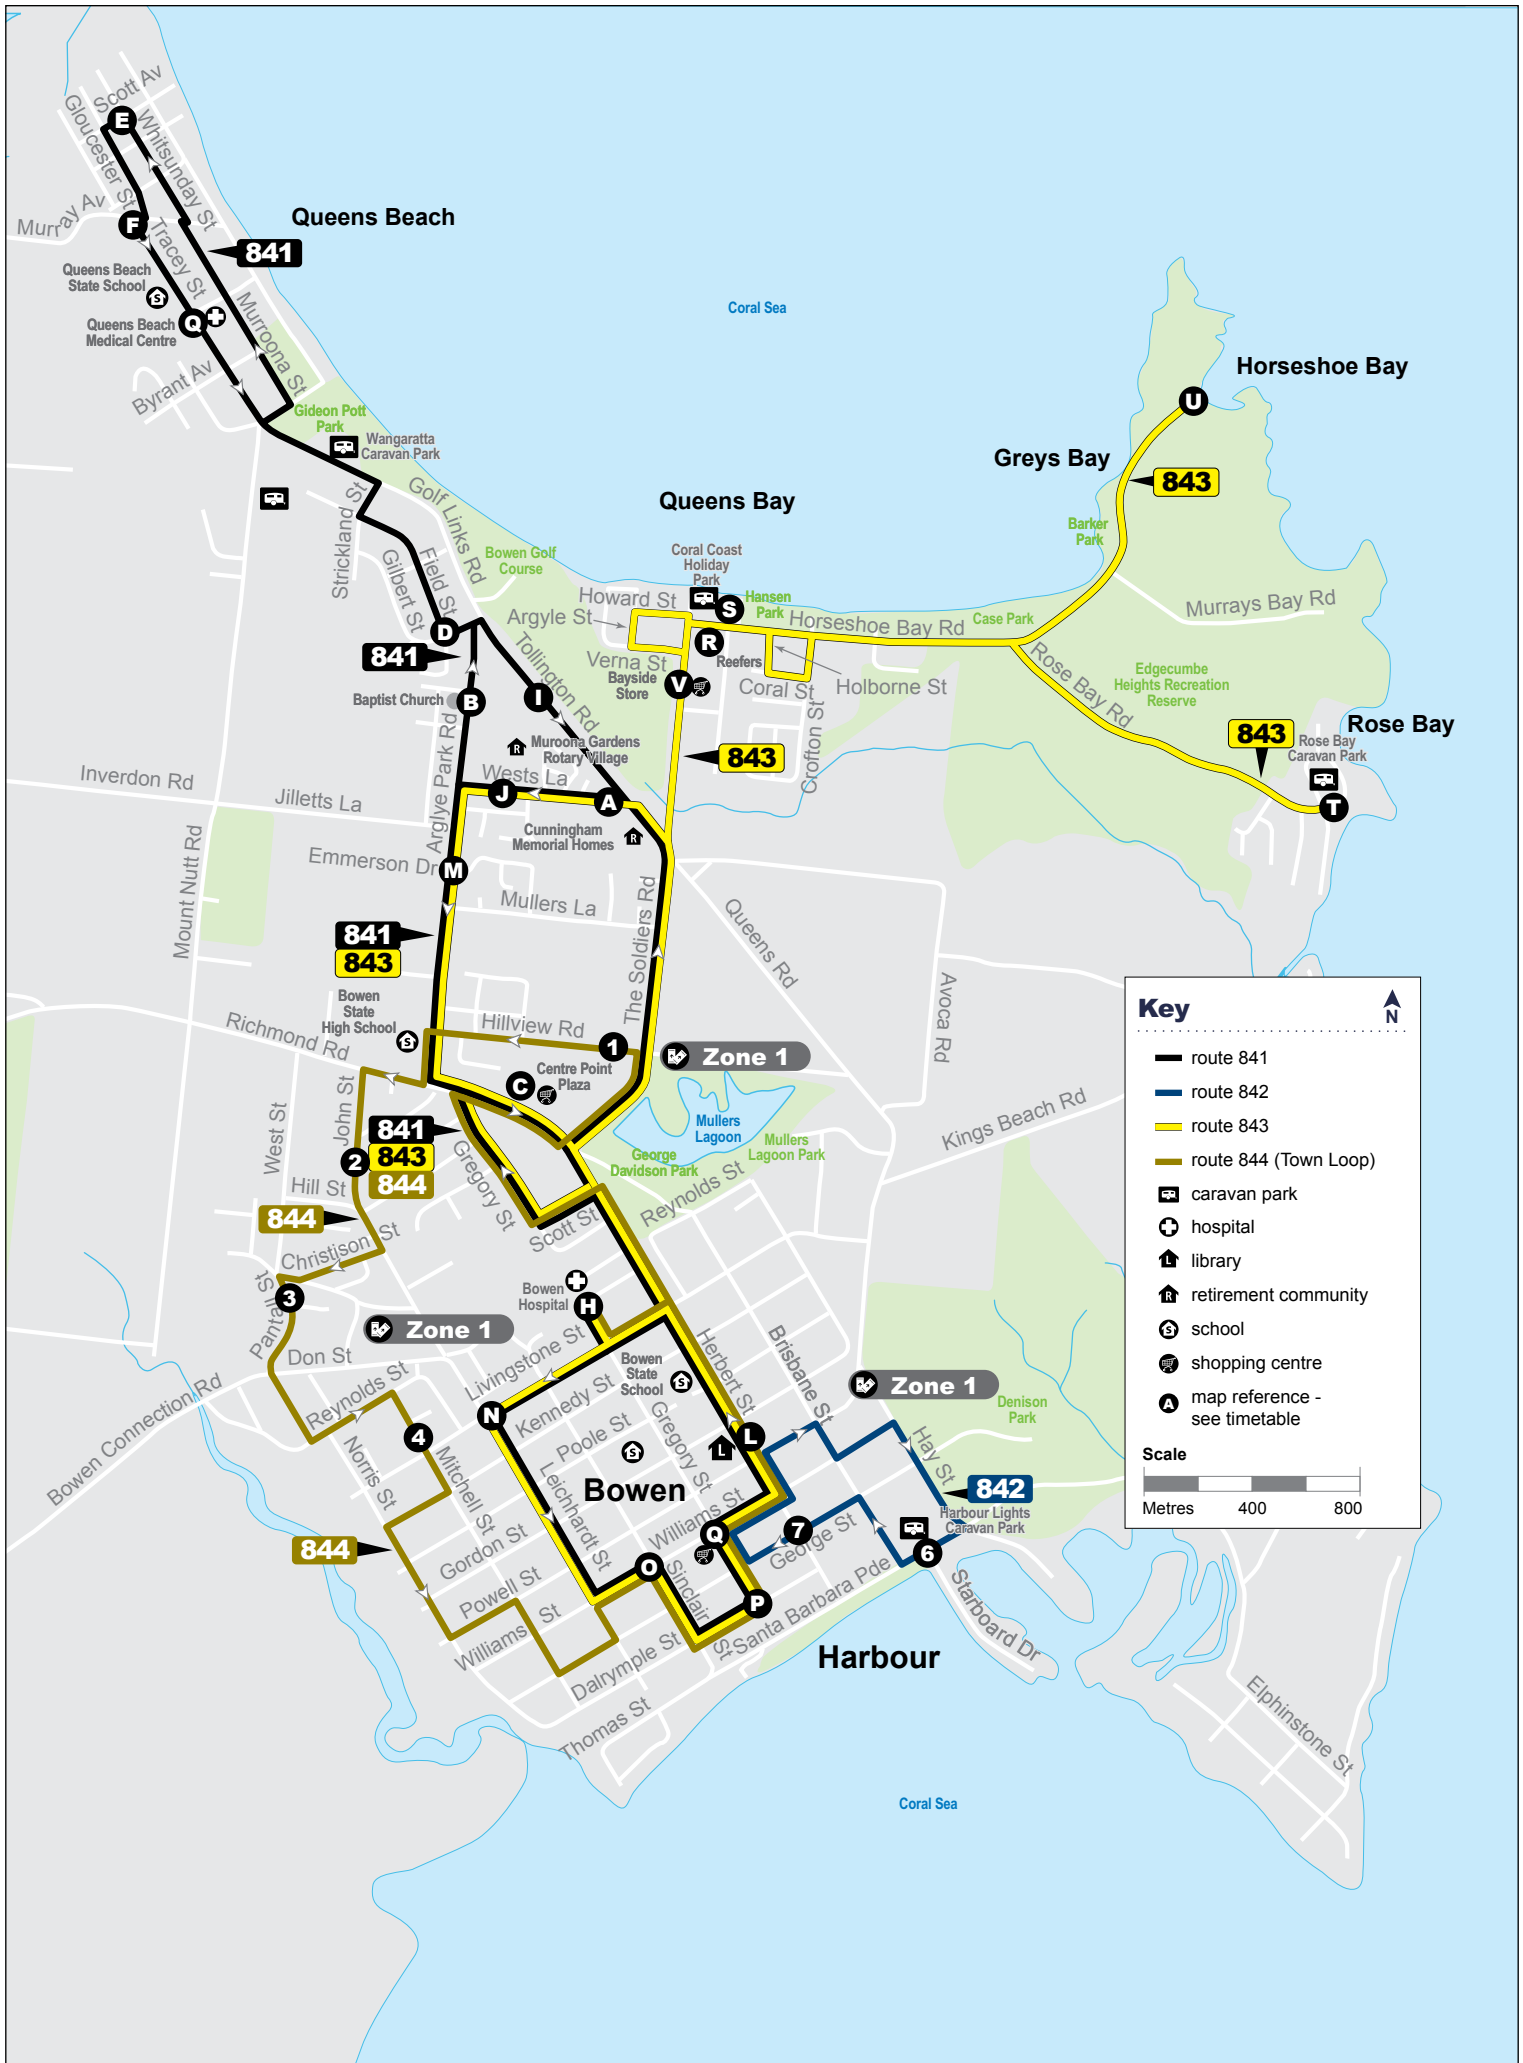 Scott Av
Gloucester St
E
Whitsunday St
Murray Av
F
Queens Beach
Tracey St
841
Queens Beach
State School
S
Murroona St
Coral Sea
Queens Beach
Medical Centre
Q
Byrant Av
Horseshoe Bay
U
Gideon Pott
Park
Wangaratta
Caravan Park
Greys Bay
843
Golf Links Rd
Queens Bay
Strickland St
Barker
Park
Gilbert St
Field St
Bowen Golf
Course
Coral Coast
Holiday
Park
Howard St
S
Hansen
Park
Argyle St
Horseshoe Bay Rd
Case Park
Murrays Bay Rd
D
R
Tollington Rd
841
Verna St
Reefers
Rose Bay Rd
Edgecumbe
Heights Recreation
Reserve
Bayside
Store
V
Coral St
Holborne St
Baptist Church
B
I
Crofton St
Rose Bay
843
Rose Bay
Caravan Park
T
Arglye Park Rd
R
Muroona Gardens
Rotary Village
843
Inverdon Rd
Wests La
Jilletts La
J
A
Cunningham
Memorial Homes
R
Mount Nutt Rd
Emmerson Dr
M
Mullers La
The Soldiers Rd
Queens Rd
841
843
Avoca Rd
Bowen
State
High School
S
Richmond Rd
Hillview Rd
1
Zone 1
Centre Point
Plaza
C
John St
West St
Mullers
Lagoon
Kings Beach Rd
841
843
844
2
Gregory St
George
Davidson Park
Mullers
Lagoon Park
Hill St
Reynolds St
844
Scott St
Christison St
Pantall St
3
Bowen
Hospital
H
Zone 1
Don St
Livingstone St
Herbert St
Brisbane St
Bowen
State
School
S
Zone 1
Reynolds St
Kennedy St
Denison
Park
Bowen Connection Rd
N
Gregory St
4
Poole St
S
L
L
Norris St
Mitchell St
Hay St
Leichhardt St
Bowen
842
Williams St
Harbour Lights
Caravan Park
Q
7
George St
844
Gordon St
O
6
Sinclair St
Powell St
P
Santa Barbara Pde
Starboard Dr
Williams St
Harbour
Dalrymple St
Thomas St
Elphinstone St
Coral Sea
Key
N
route 841
route 842
route 843
route 844 (Town Loop)
caravan park
hospital
L library
R retirement community
S school
shopping centre
A map reference -
see timetable
Scale
Metres 400 800